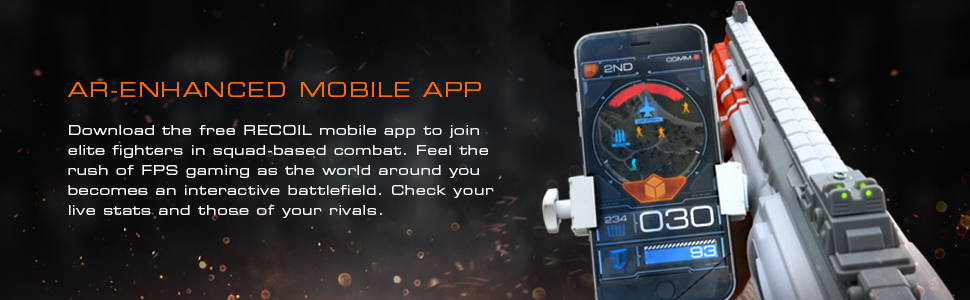 AR-ENHANCED MOBILE APP
Download the free RECOIL mobile app to join
elite fighters in squad-based combat. Feel the
rush of FPS gaming as the world around you
becomes an interactive battlefield. Check your
live stats and those of your rivals.
2ND
COMM.
234
030
93